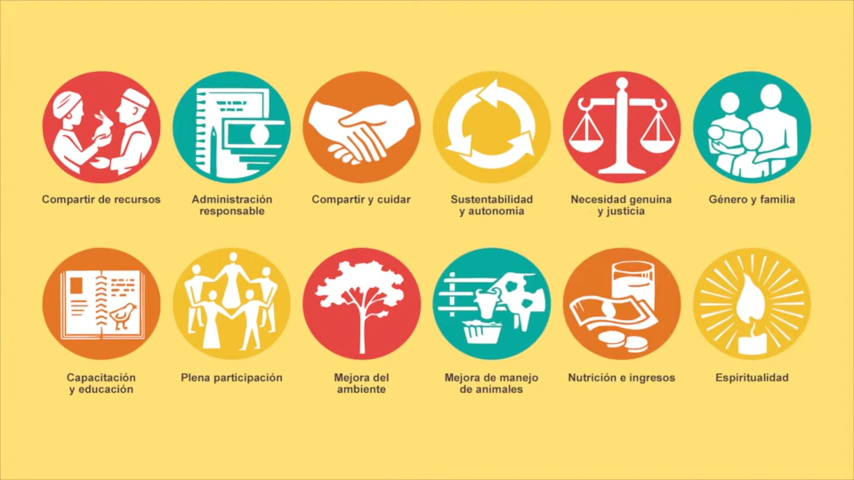 Compartir de recursos
Administración
responsable
Compartir y cuidar
Sustentabilidad
y autonomía
Necesidad genuina
y justicia
Género y familia
Capacitación
y educación
Plena participación
Mejora del
ambiente
Mejora de manejo
de animales
Nutrición e ingresos
Espiritualidad